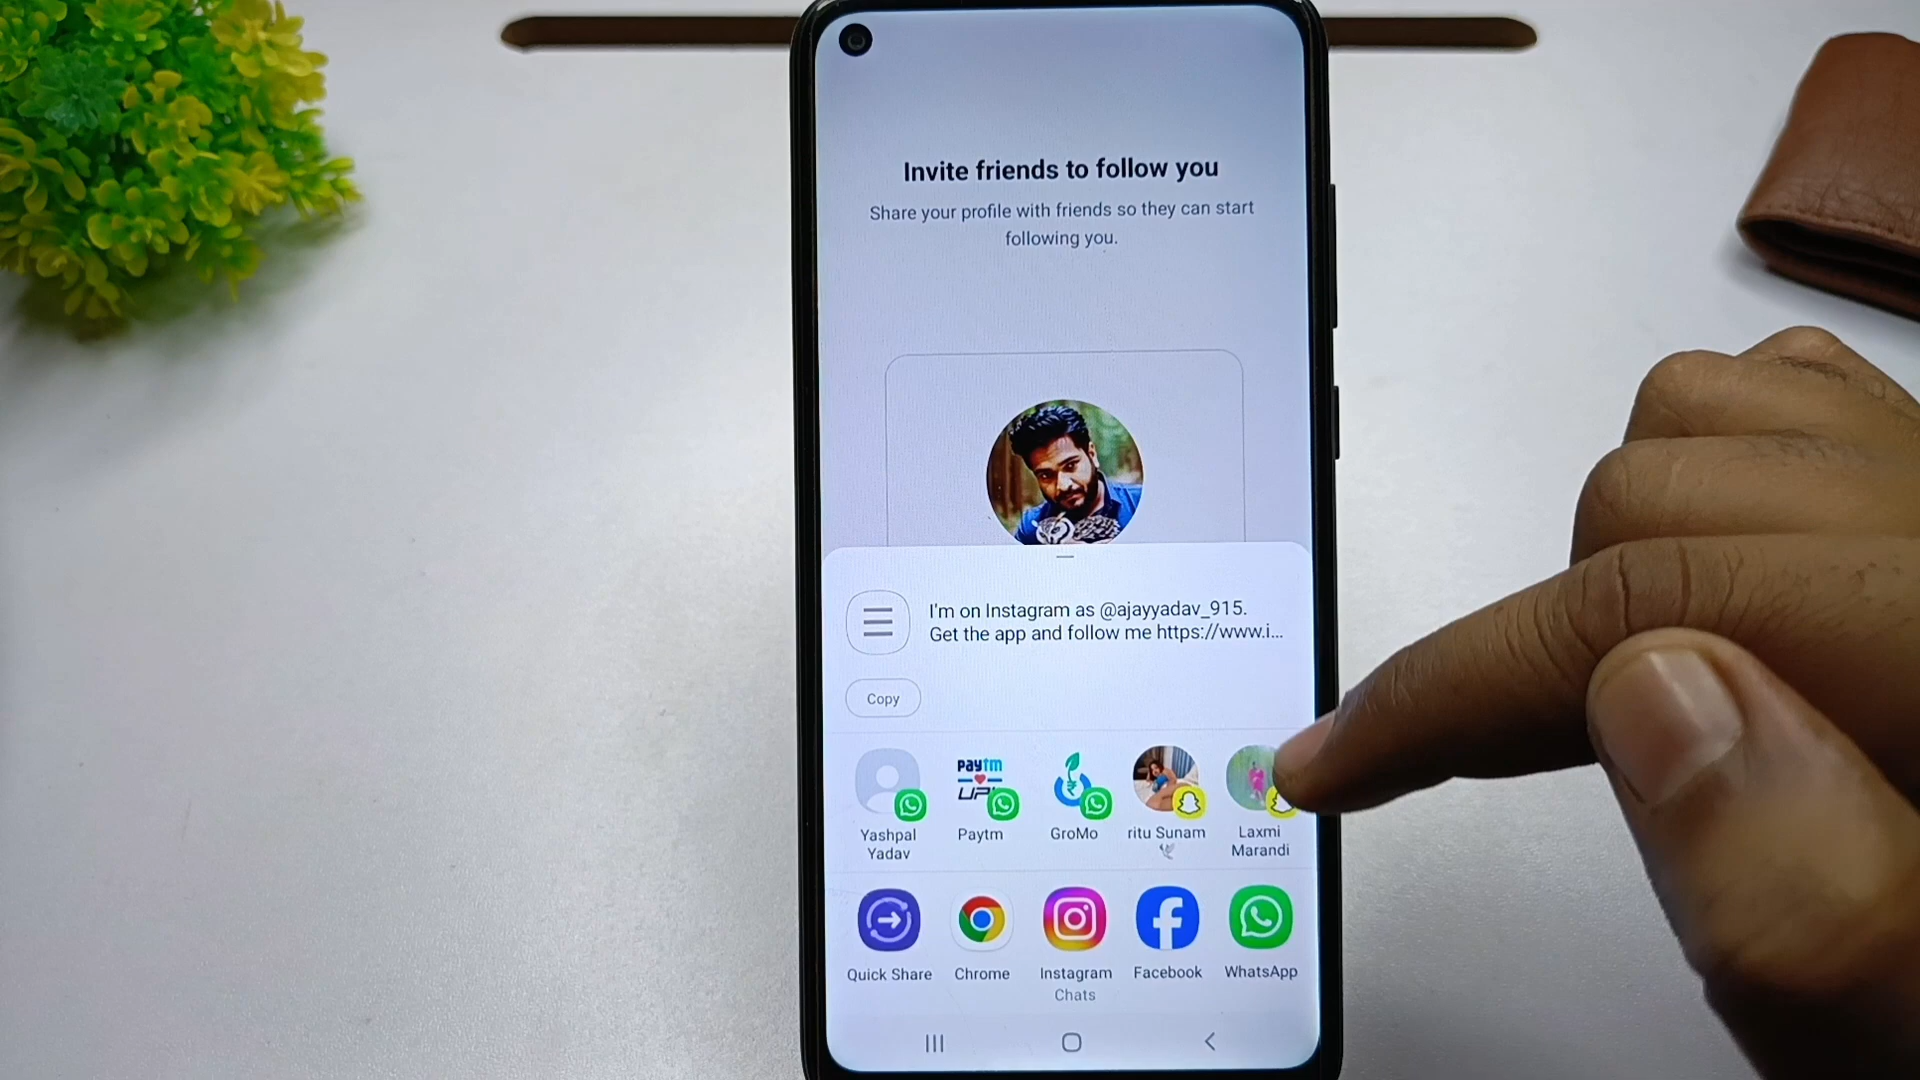 Invite friends to follow you
Share your profile with friends so they can start
following you.
I'm on Instagram as @ajayyadav_915.
Get the app and follow me https://www.i...
Copy
paytm
UPI
Yashpal
Yadav
Paytm
GroMo
ritu Sunam
🕊
Laxmi
Marandi
Quick Share
Chrome
Instagram
Chats
Facebook
WhatsApp